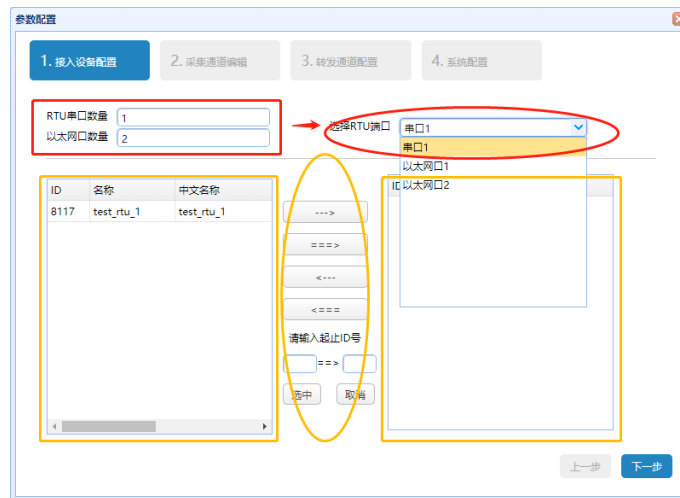 参数配置
1. 接入设备配置
2. 采集通道编辑
3. 转发通道配置
4. 系统配置
RTU串口数量 1
以太网口数量 2
选择RTU端口 串口1
串口1
以太网口1
以太网口2
ID 名称 中文名称
8117 test_rtu_1 test_rtu_1
--->
===>
<---
<===
请输入起止ID号
==>
选中 取消
ID
上一步 下一步